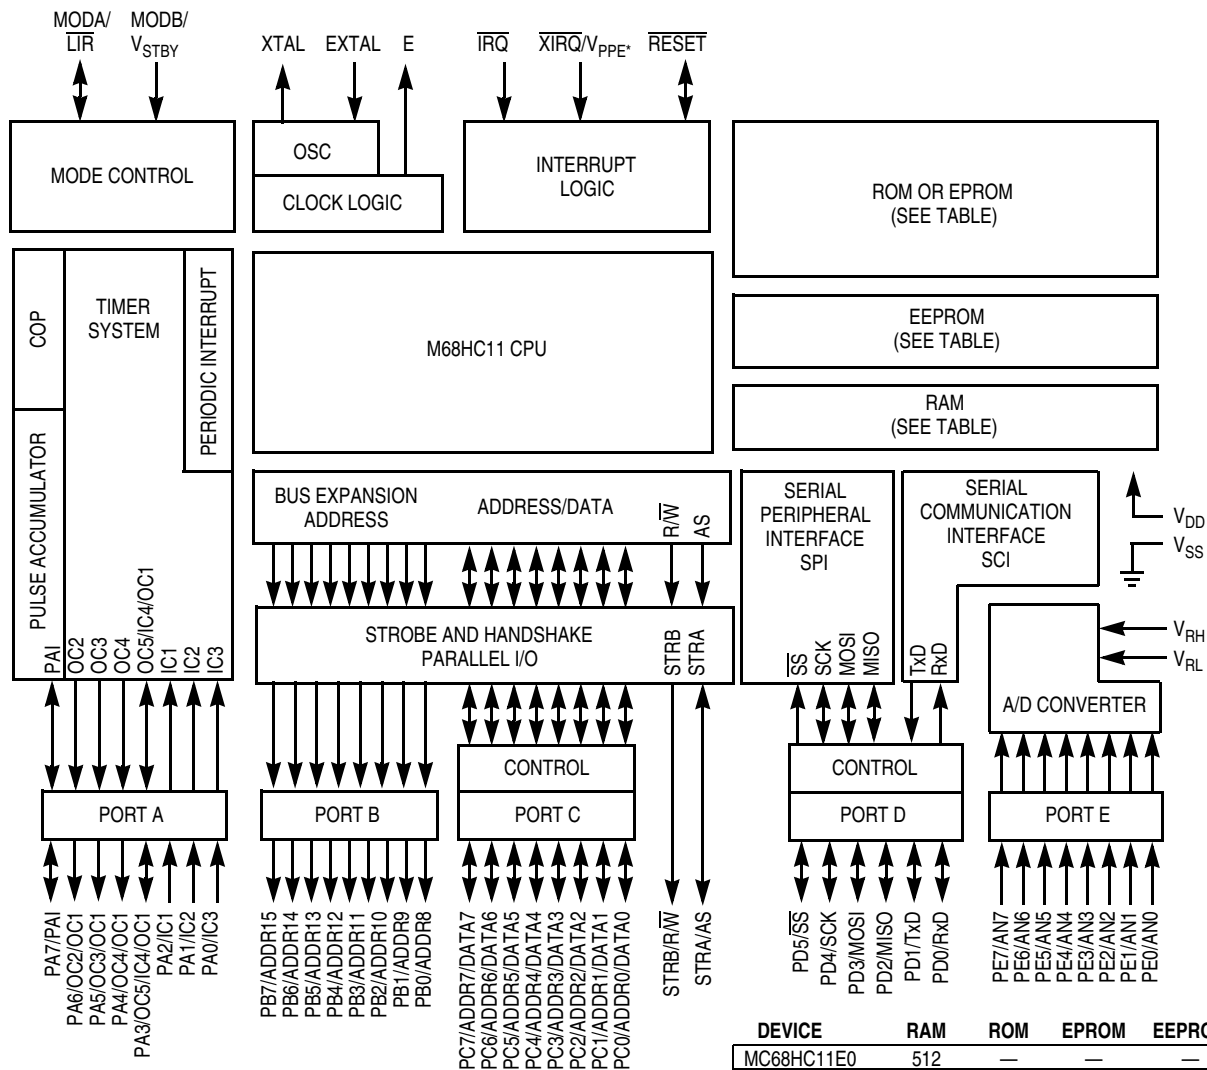 MODA/
LIR
MODB/
VSTBY
XTAL EXTAL E
IRQ XIRQ/VPPE* RESET
MODE CONTROL
OSC
CLOCK LOGIC
INTERRUPT
LOGIC
ROM OR EPROM
(SEE TABLE)
COP
TIMER
SYSTEM
PERIODIC INTERRUPT
M68HC11 CPU
EEPROM
(SEE TABLE)
RAM
(SEE TABLE)
PULSE ACCUMULATOR
PAI
OC2
OC3
OC4
OC5/IC4/OC1
IC1
IC2
IC3
BUS EXPANSION
ADDRESS
ADDRESS/DATA
R/W
AS
SERIAL
PERIPHERAL
INTERFACE
SPI
SERIAL
COMMUNICATION
INTERFACE
SCI
VDD
VSS
STROBE AND HANDSHAKE
PARALLEL I/O
STRB
STRA
SS
SCK
MOSI
MISO
TxD
RxD
VRH
VRL
A/D CONVERTER
CONTROL
CONTROL
PORT A
PORT B
PORT C
PORT D
PORT E
PA7/PAI
PA6/OC2/OC1
PA5/OC3/OC1
PA4/OC4/OC1
PA3/OC5/IC4/OC1
PA2/IC1
PA1/IC2
PA0/IC3
PB7/ADDR15
PB6/ADDR14
PB5/ADDR13
PB4/ADDR12
PB3/ADDR11
PB2/ADDR10
PB1/ADDR9
PB0/ADDR8
PC7/ADDR7/DATA7
PC6/ADDR6/DATA6
PC5/ADDR5/DATA5
PC4/ADDR4/DATA4
PC3/ADDR3/DATA3
PC2/ADDR2/DATA2
PC1/ADDR1/DATA1
PC0/ADDR0/DATA0
STRB/R/W
STRA/AS
PD5/SS
PD4/SCK
PD3/MOSI
PD2/MISO
PD1/TxD
PD0/RxD
PE7/AN7
PE6/AN6
PE5/AN5
PE4/AN4
PE3/AN3
PE2/AN2
PE1/AN1
PE0/AN0
DEVICE RAM ROM EPROM
MC68HC11E0 512 — — —